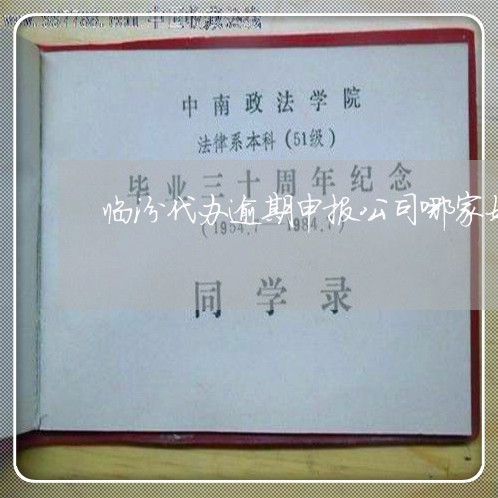 中南政法学院
法律系本科(51级)
毕业三十周年纪念
临汾代办逾期申报公司哪家
(1954.7—1984.7)
同学录